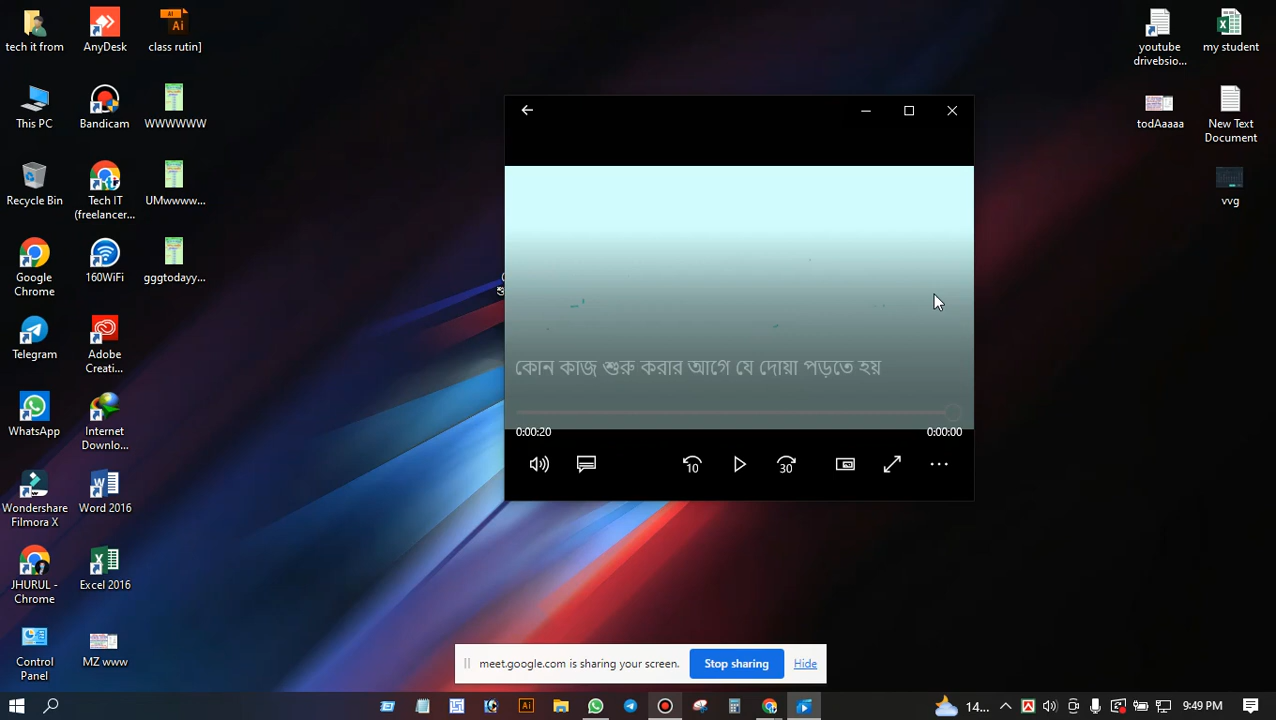 tech it from
AnyDesk
class rutin]
This PC
Bandicam
WWWWWW
Recycle Bin
Tech IT
(freelancer...
UMwwww...
Google
Chrome
160WiFi
gggtodayy...
Telegram
Adobe
Creati...
WhatsApp
Internet
Downlo...
Wondershare
Filmora X
Word 2016
JHURUL -
Chrome
Excel 2016
Control
Panel
MZ www
youtube
drivebsio...
my student
todAaaaa
New Text
Document
vvg
কোন কাজ শুরু করার আগে যে দোয়া পড়তে হয়
0:00:20
0:00:00
10
30
meet.google.com is sharing your screen.
Stop sharing
Hide
14...
9:49 PM